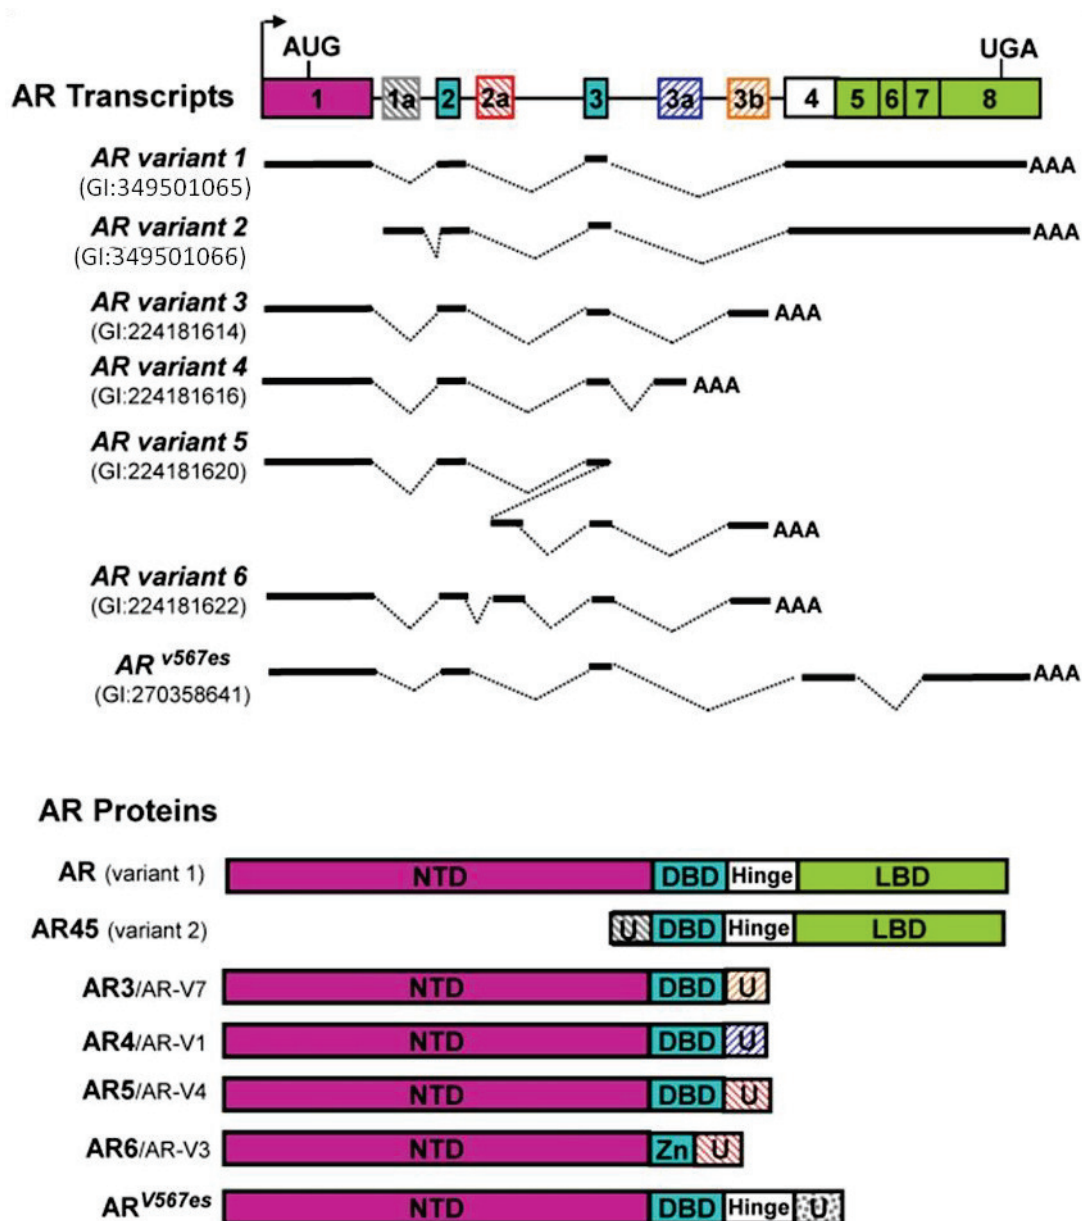 AUG
UGA
AR Transcripts 1 1a 2 2a 3 3a 3b 4 5 6 7 8
AR variant 1
(GI:349501065)
AAA
AR variant 2
(GI:349501066)
AAA
AR variant 3
(GI:224181614)
AAA
AR variant 4
(GI:224181616)
AAA
AR variant 5
(GI:224181620)
AAA
AR variant 6
(GI:224181622)
AAA
AR v567es
(GI:270358641)
AAA
AR Proteins
AR (variant 1) NTD DBD Hinge LBD
AR45 (variant 2) U DBD Hinge LBD
AR3/AR-V7 NTD DBD U
AR4/AR-V1 NTD DBD U
AR5/AR-V4 NTD DBD U
AR6/AR-V3 NTD Zn U
AR V567es NTD DBD Hinge U